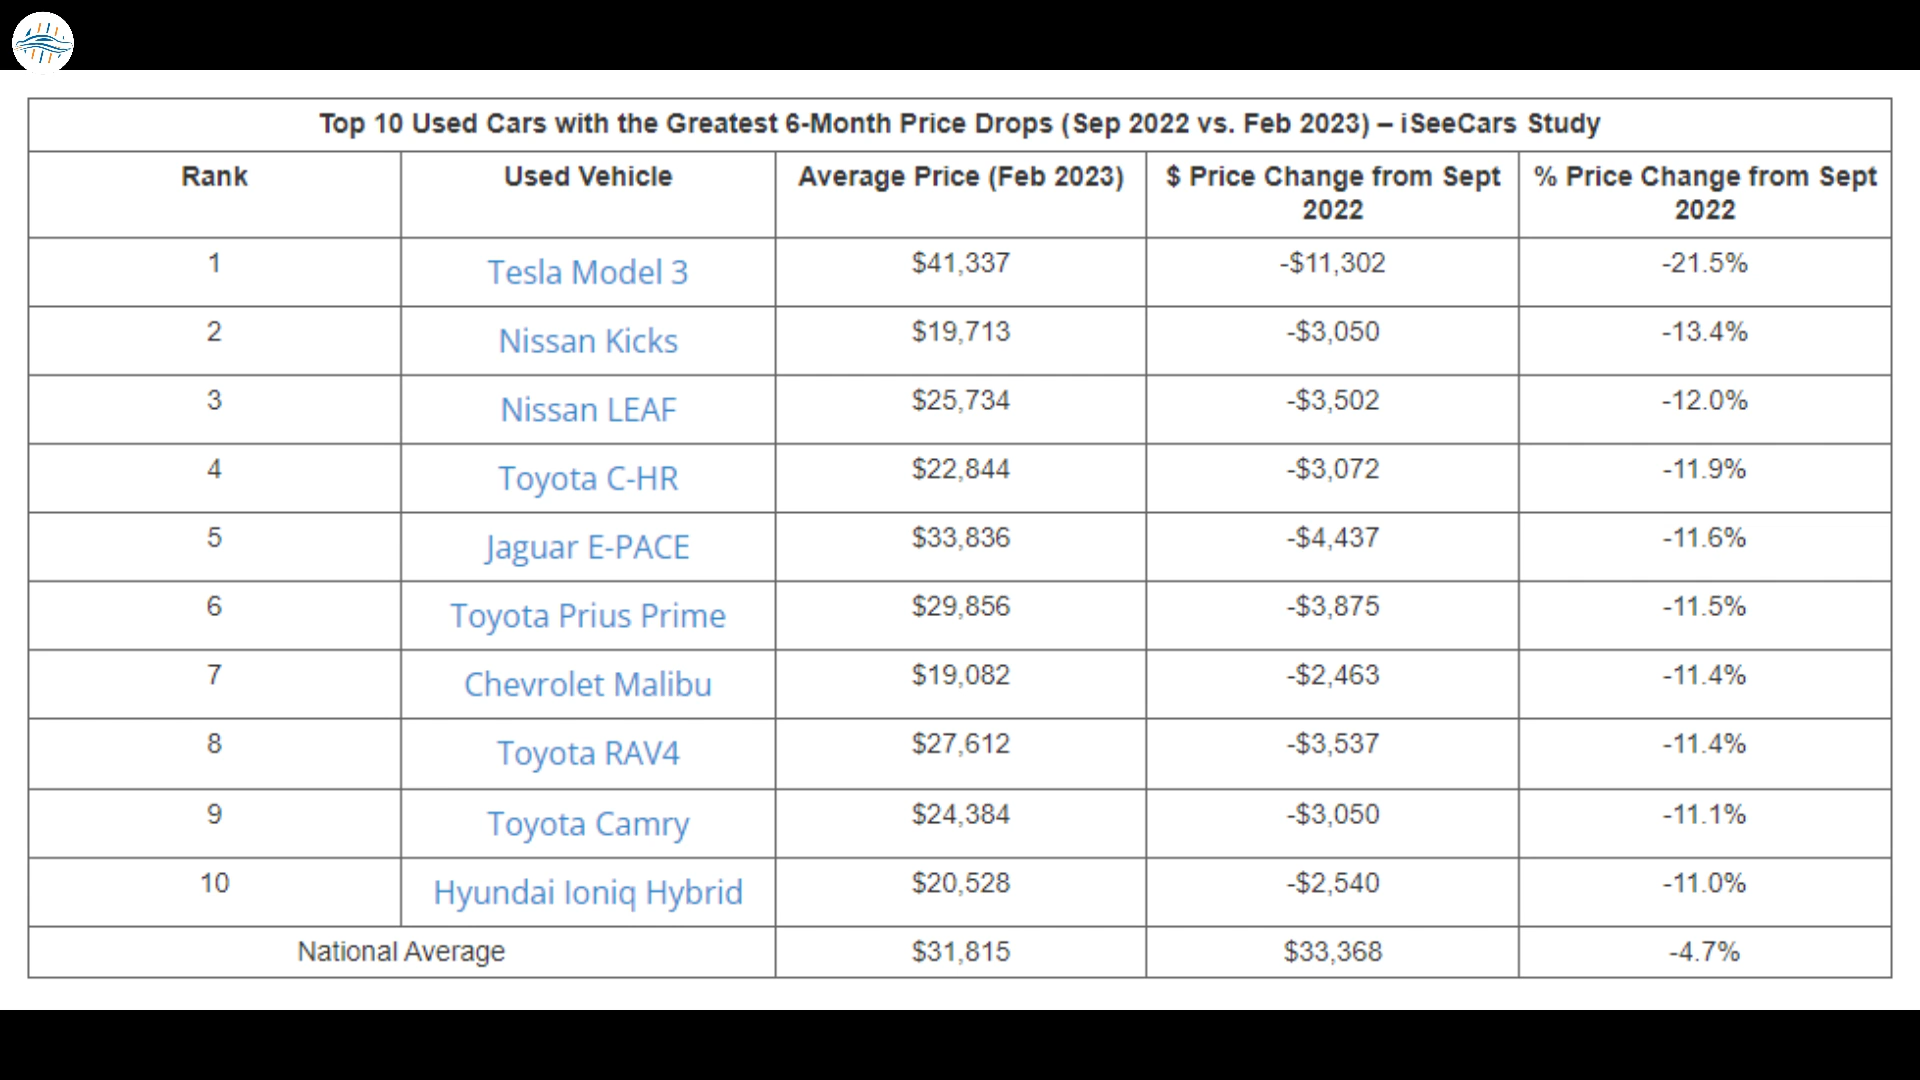 Top 10 Used Cars with the Greatest 6-Month Price Drops (Sep 2022 vs. Feb 2023) – iSeeCars Study
Rank Used Vehicle Average Price (Feb 2023) $ Price Change from Sept 2022 % Price Change from Sept 2022
1 Tesla Model 3 $41,337 -$11,302 -21.5%
2 Nissan Kicks $19,713 -$3,050 -13.4%
3 Nissan LEAF $25,734 -$3,502 -12.0%
4 Toyota C-HR $22,844 -$3,072 -11.9%
5 Jaguar E-PACE $33,836 -$4,437 -11.6%
6 Toyota Prius Prime $29,856 -$3,875 -11.5%
7 Chevrolet Malibu $19,082 -$2,463 -11.4%
8 Toyota RAV4 $27,612 -$3,537 -11.4%
9 Toyota Camry $24,384 -$3,050 -11.1%
10 Hyundai Ioniq Hybrid $20,528 -$2,540 -11.0%
National Average $31,815 $33,368 -4.7%